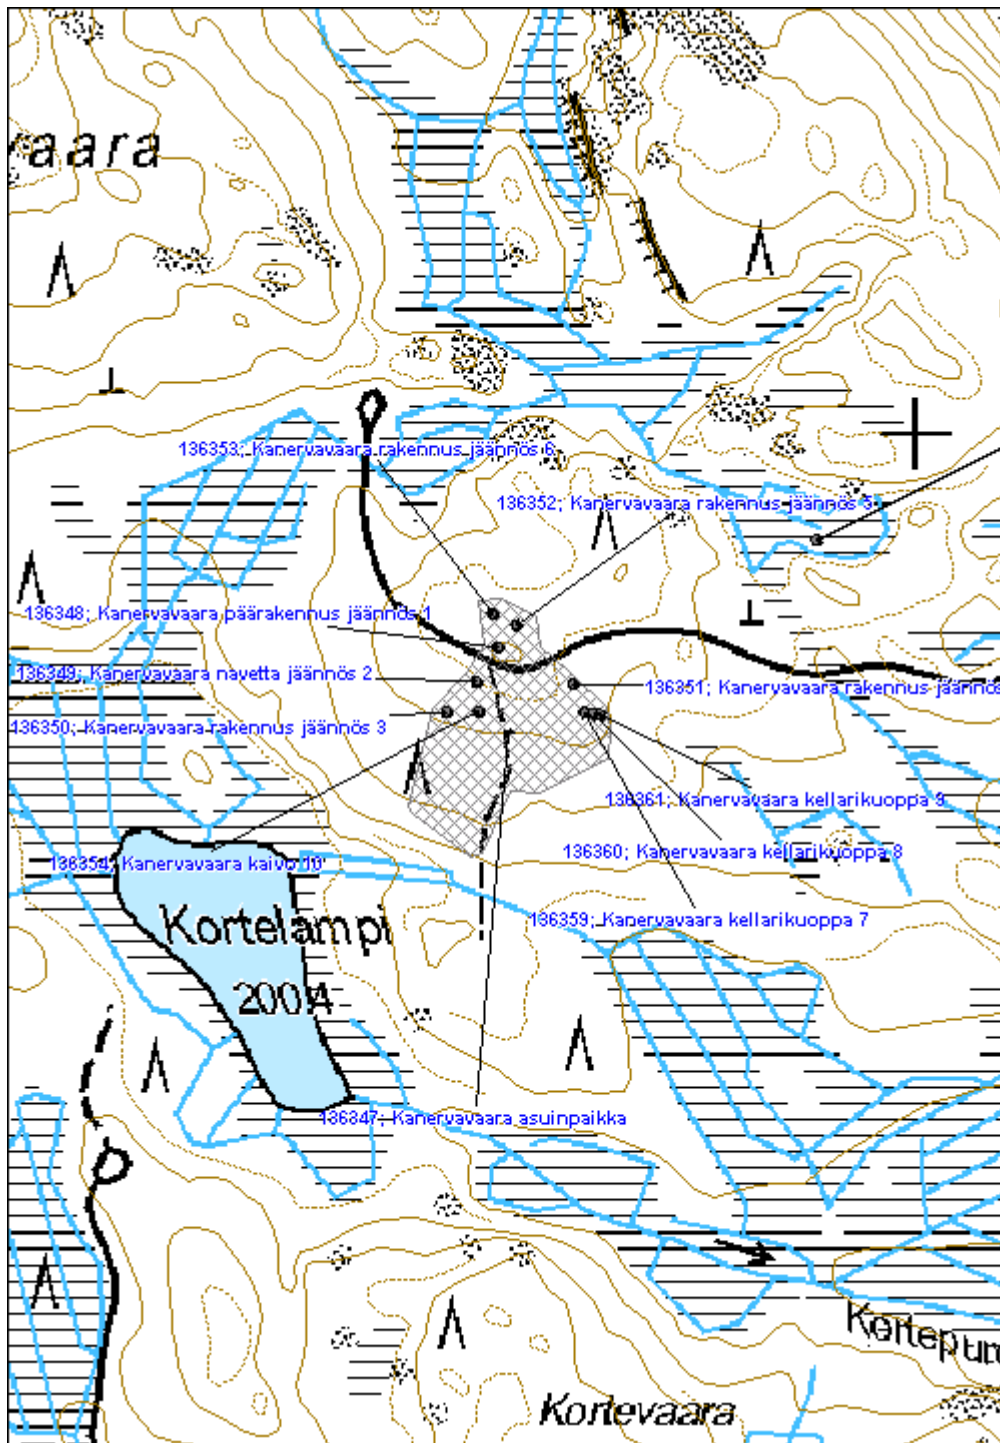 vaara
136353; Kanervavaara rakennus jäännös 6
136352; Kanervavaara rakennus jäännös 5
136348; Kanervavaara päärakennus jäännös 1
136349; Kanervavaara navetta jäännös 2
136351; Kanervavaara rakennus jäännös
136350; Kanervavaara rakennus jäännös 3
136361; Kanervavaara kellarikuoppa 9
136360; Kanervavaara kellarikuoppa 8
136354; Kanervavaara kaivo 10
136359; Kanervavaara kellarikuoppa 7
Kortelampi
200.4
136347; Kanervavaara asuinpaikka
Kortepuro
Kortevaara